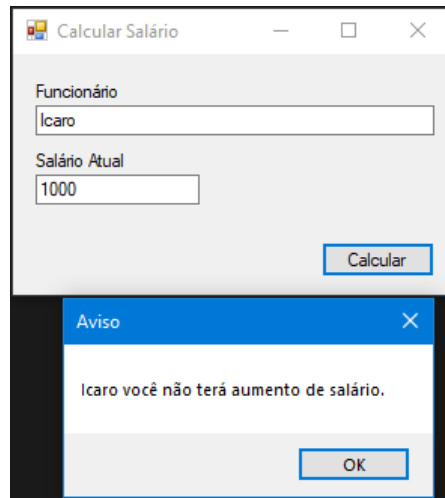 Calcular Salário
Funcionário
Icaro
Salário Atual
1000
Calcular
Aviso
Icaro você não terá aumento de salário.
OK